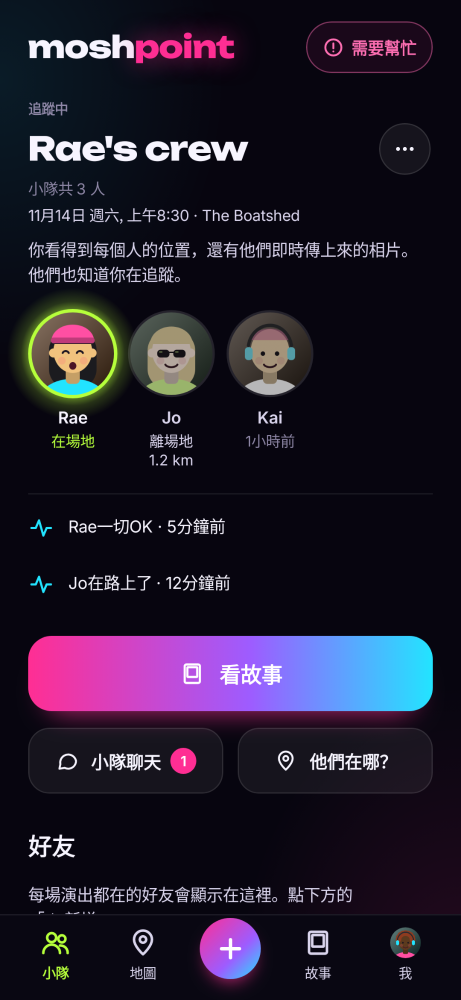 moshpoint
需要幫忙
追蹤中
Rae's crew
小隊共 3 人
11月14日 週六, 上午8:30 · The Boatshed
你看得到每個人的位置，還有他們即時傳上來的相片。
他們也知道你在追蹤。
Rae
在場地
Jo
離場地
1.2 km
Kai
1小時前
Rae一切OK · 5分鐘前
Jo在路上了 · 12分鐘前
看故事
小隊聊天 1
他們在哪？
好友
每場演出都在的好友會顯示在這裡。點下方的
小隊
地圖
故事
我